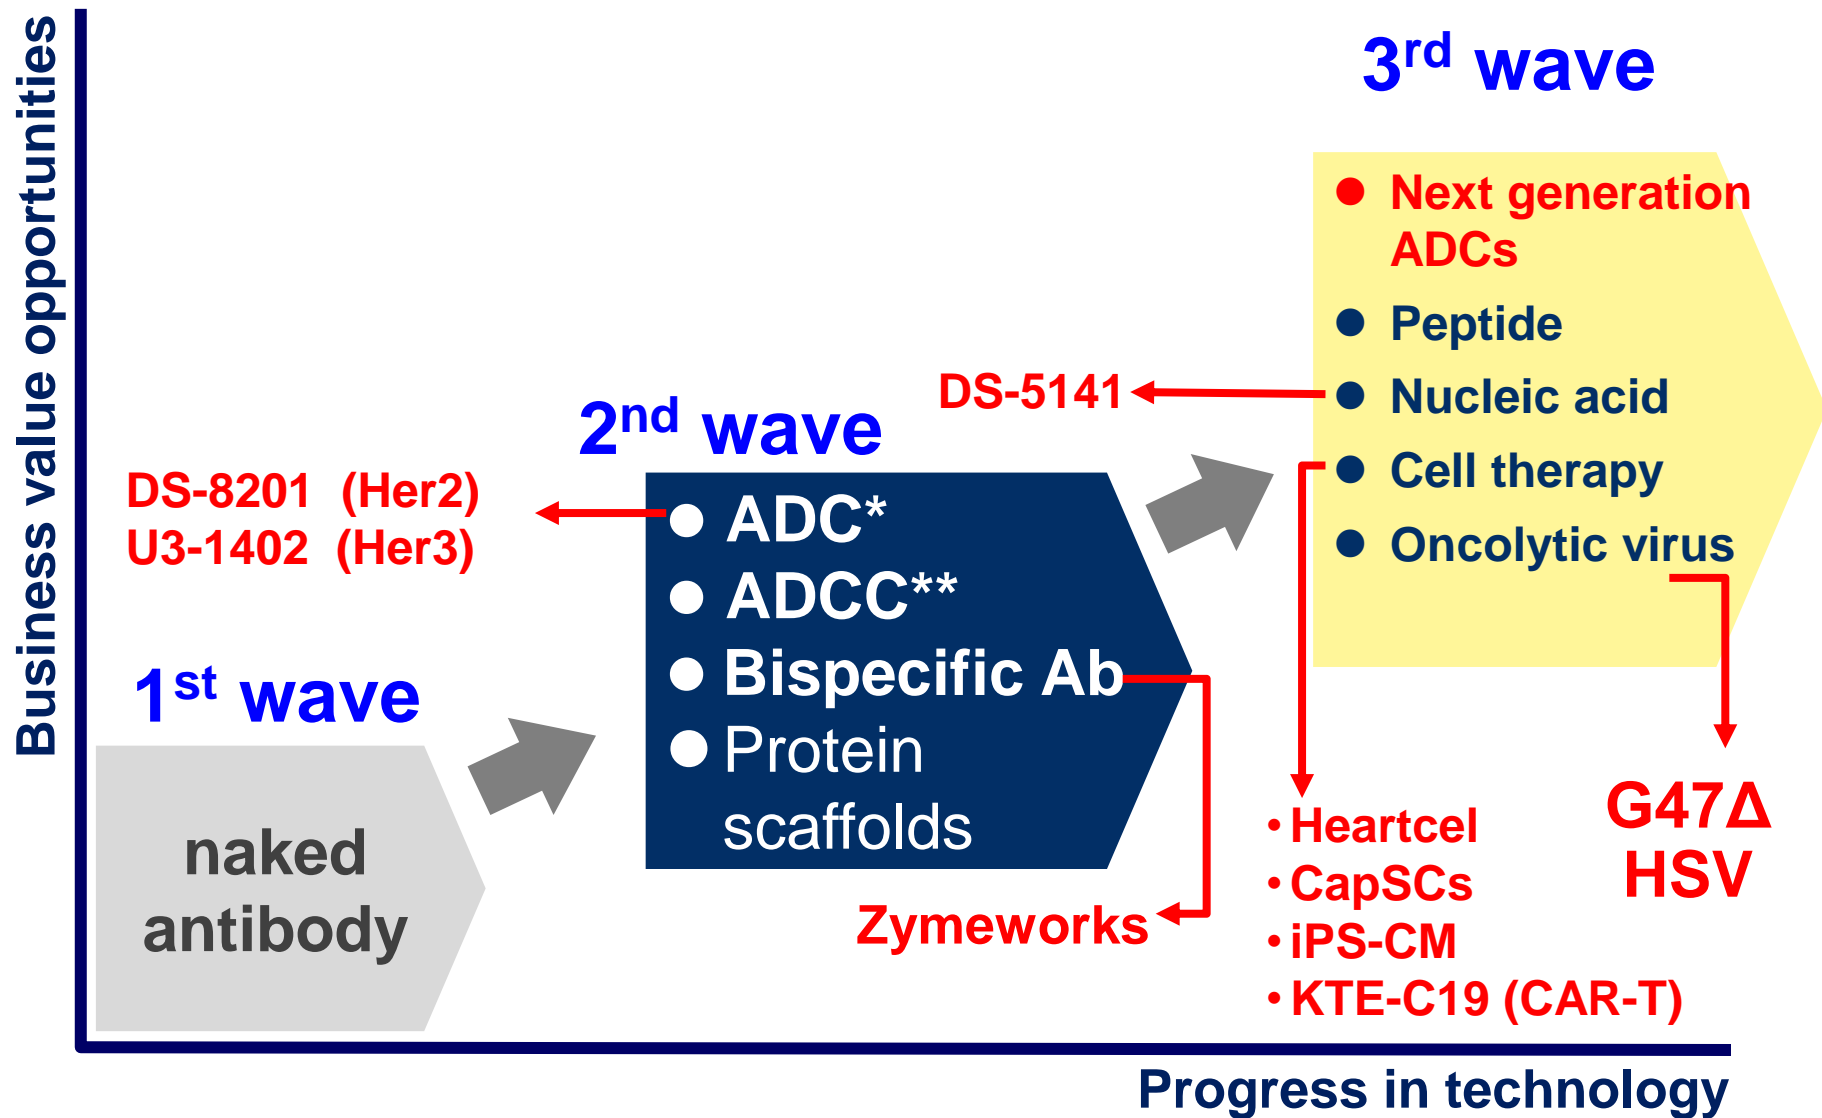 Business value opportunities
3rd wave
● Next generation
ADCs
● Peptide
● Nucleic acid
● Cell therapy
● Oncolytic virus
DS-5141
2nd wave
DS-8201 (Her2)
U3-1402 (Her3)
● ADC*
● ADCC**
● Bispecific Ab
● Protein
scaffolds
1st wave
naked
antibody
Zymeworks
・Heartcel
・CapSCs
・iPS-CM
・KTE-C19 (CAR-T)
G47Δ
HSV
Progress in technology